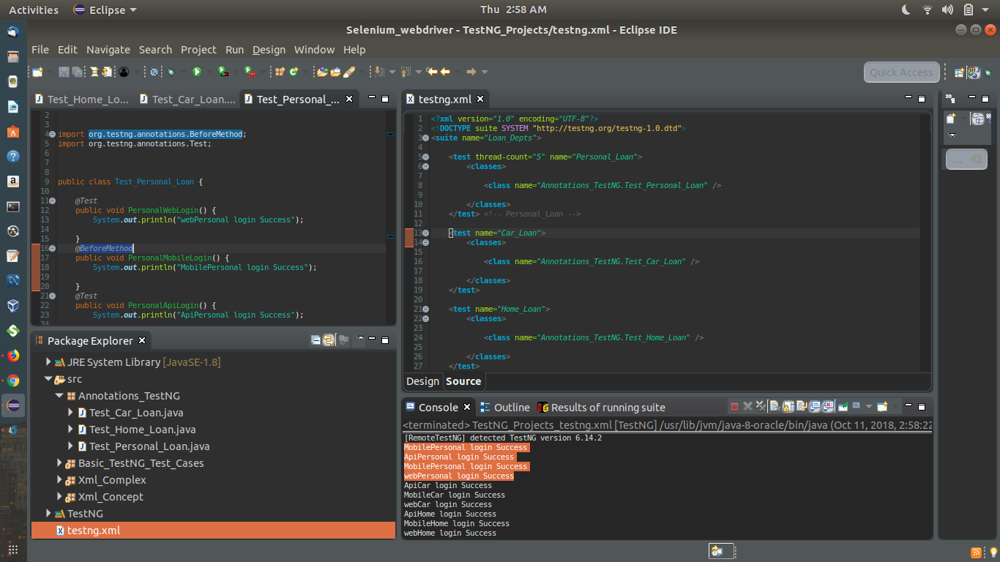 Activities Eclipse Thu 2:58 AM
Selenium_webdriver - TestNG_Projects/testng.xml - Eclipse IDE
File Edit Navigate Search Project Run Design Window Help
Quick Access
Test_Home_Lo... Test_Car_Loan.... Test_Personal_...
2
3
4 import org.testng.annotations.BeforeMethod;
5 import org.testng.annotations.Test;
6
7
8
9 public class Test_Personal_Loan {
10
11 @Test
12 public void PersonalWebLogin() {
13 System.out.println("webPersonal login Success");
14
15 }
16 @BeforeMethod
17 public void PersonalMobileLogin() {
18 System.out.println("MobilePersonal login Success");
19
20 }
21 @Test
22 public void PersonalApiLogin() {
23 System.out.println("ApiPersonal login Success");
24
testng.xml
1 <?xml version="1.0" encoding="UTF-8"?>
2 <!DOCTYPE suite SYSTEM "http://testng.org/testng-1.0.dtd">
3 <suite name="Loan_Depts">
4
5 <test thread-count="5" name="Personal_Loan">
6 <classes>
7
8 <class name="Annotations_TestNG.Test_Personal_Loan" />
9
10 </classes>
11 </test> <!-- Personal_Loan -->
12
13 <test name="Car_Loan">
14 <classes>
15
16 <class name="Annotations_TestNG.Test_Car_Loan" />
17
18 </classes>
19 </test>
20
21 <test name="Home_Loan">
22 <classes>
23
24 <class name="Annotations_TestNG.Test_Home_Loan" />
25
26 </classes>
27 </test>
Design Source
...
Package Explorer
JRE System Library [JavaSE-1.8]
src
Annotations_TestNG
Test_Car_Loan.java
Test_Home_Loan.java
Test_Personal_Loan.java
Basic_TestNG_Test_Cases
Xml_Complex
Xml_Concept
TestNG
testng.xml
Console Outline Results of running suite
<terminated> TestNG_Projects_testng.xml [TestNG] /usr/lib/jvm/java-8-oracle/bin/java (Oct 11, 2018, 2:58:22
[RemoteTestNG] detected TestNG version 6.14.2
MobilePersonal login Success
ApiPersonal login Success
MobilePersonal login Success
webPersonal login Success
ApiCar login Success
MobileCar login Success
webCar login Success
ApiHome login Success
MobileHome login Success
webHome login Success